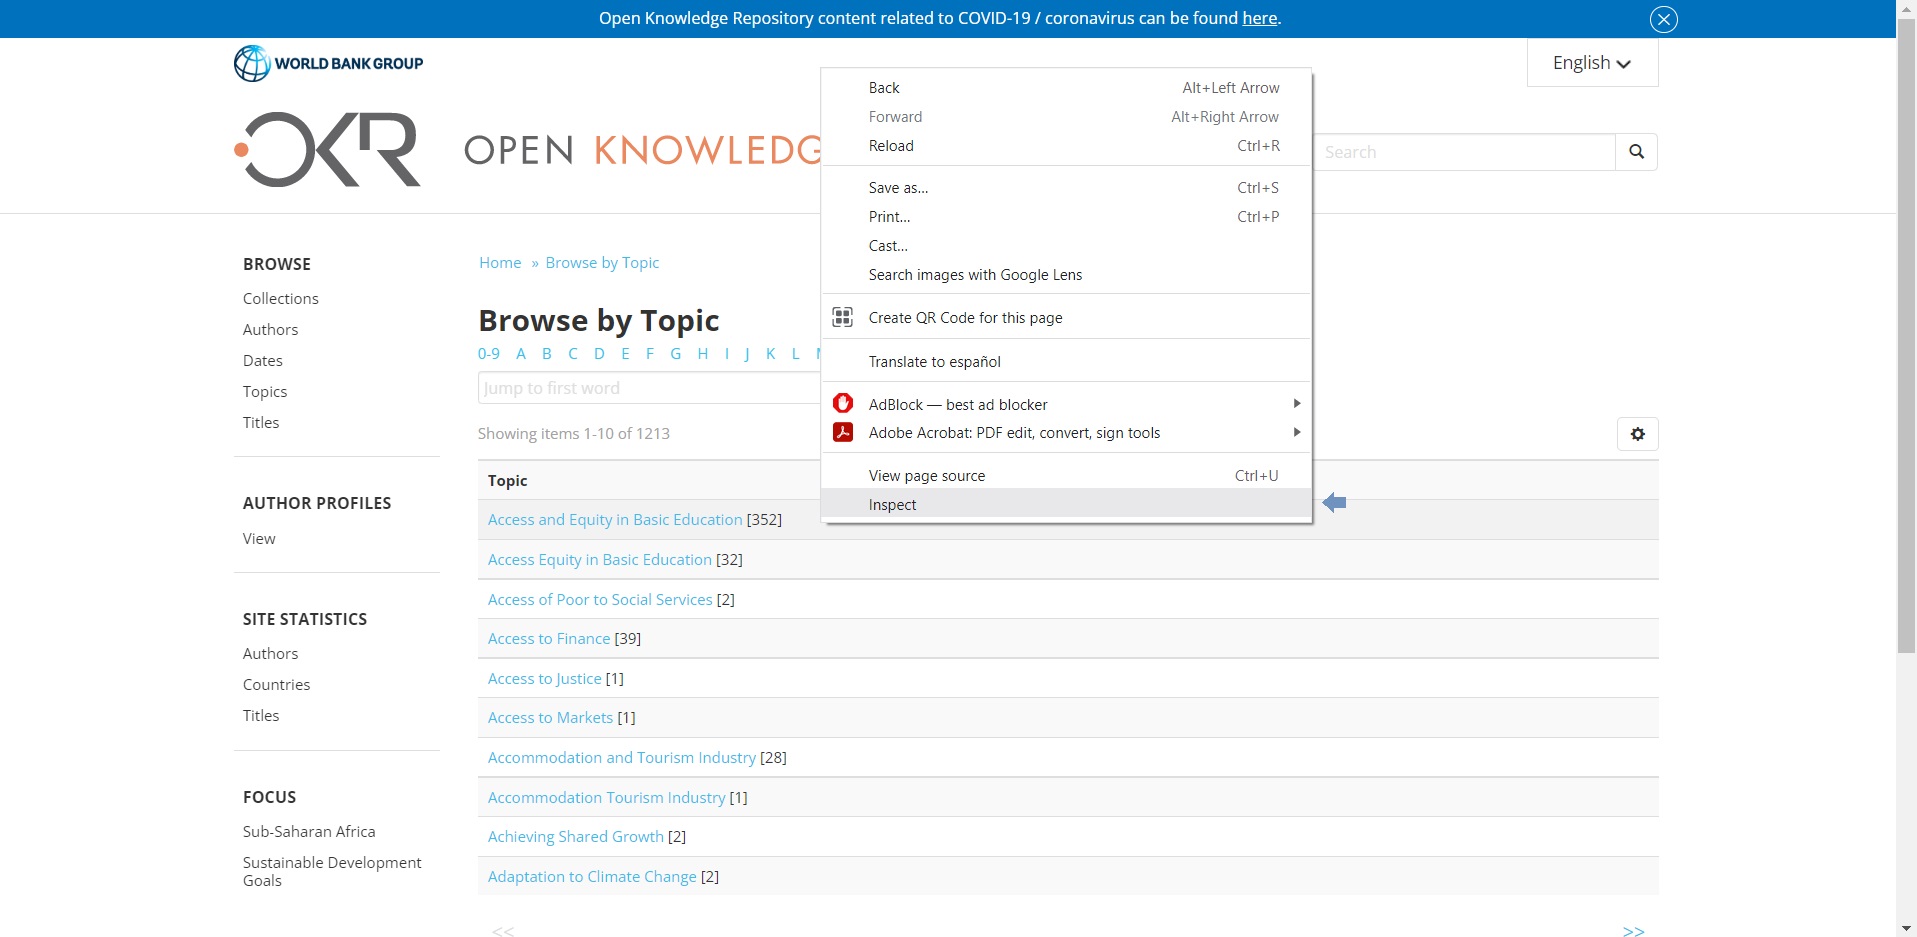 Open Knowledge Repository content related to COVID-19 / coronavirus can be found here.
WORLD BANK GROUP
English
OKR
OPEN KNOWLEDG
Search
Back Alt+Left Arrow
Forward Alt+Right Arrow
Reload Ctrl+R
Save as... Ctrl+S
Print... Ctrl+P
Cast...
Search images with Google Lens
Create QR Code for this page
Translate to español
AdBlock — best ad blocker
Adobe Acrobat: PDF edit, convert, sign tools
View page source Ctrl+U
Inspect
BROWSE
Collections
Authors
Dates
Topics
Titles
AUTHOR PROFILES
View
SITE STATISTICS
Authors
Countries
Titles
FOCUS
Sub-Saharan Africa
Sustainable Development
Goals
Home » Browse by Topic
Browse by Topic
0-9 A B C D E F G H I J K L
Jump to first word
Showing items 1-10 of 1213
Topic
Access and Equity in Basic Education [352]
Access Equity in Basic Education [32]
Access of Poor to Social Services [2]
Access to Finance [39]
Access to Justice [1]
Access to Markets [1]
Accommodation and Tourism Industry [28]
Accommodation Tourism Industry [1]
Achieving Shared Growth [2]
Adaptation to Climate Change [2]
<< >>